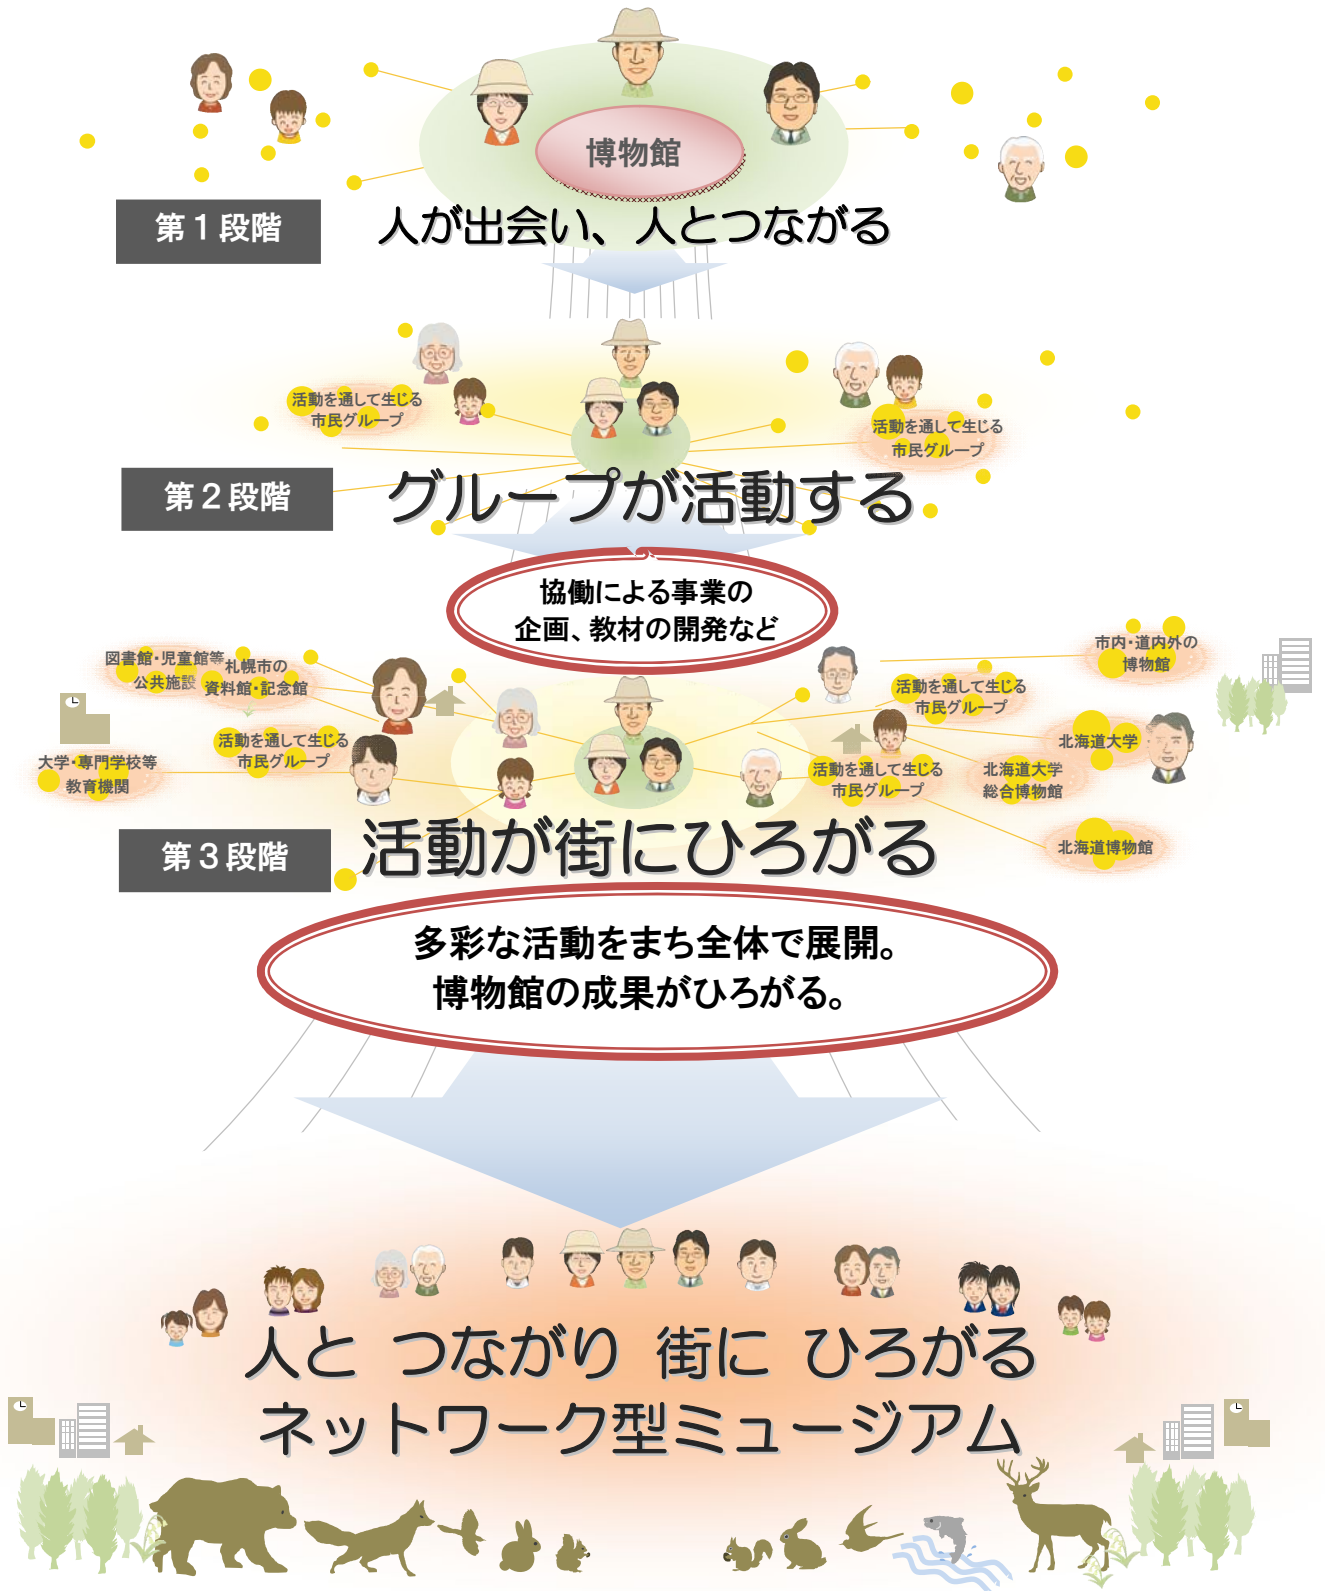 博物館
第１段階
人が出会い、人とつながる
活動を通して生じる
市民グループ
活動を通して生じる
市民グループ
第２段階
グループが活動する
協働による事業の
企画、教材の開発など
図書館・児童館等
公共施設
札幌市の
資料館・記念館
市内・道内外の
博物館
活動を通して生じる
市民グループ
活動を通して生じる
市民グループ
北海道大学
大学・専門学校等
教育機関
活動を通して生じる
市民グループ
北海道大学
総合博物館
北海道博物館
第３段階
活動が街にひろがる
多彩な活動をまち全体で展開。
博物館の成果がひろがる。
人と つながり 街に ひろがる
ネットワーク型ミュージアム